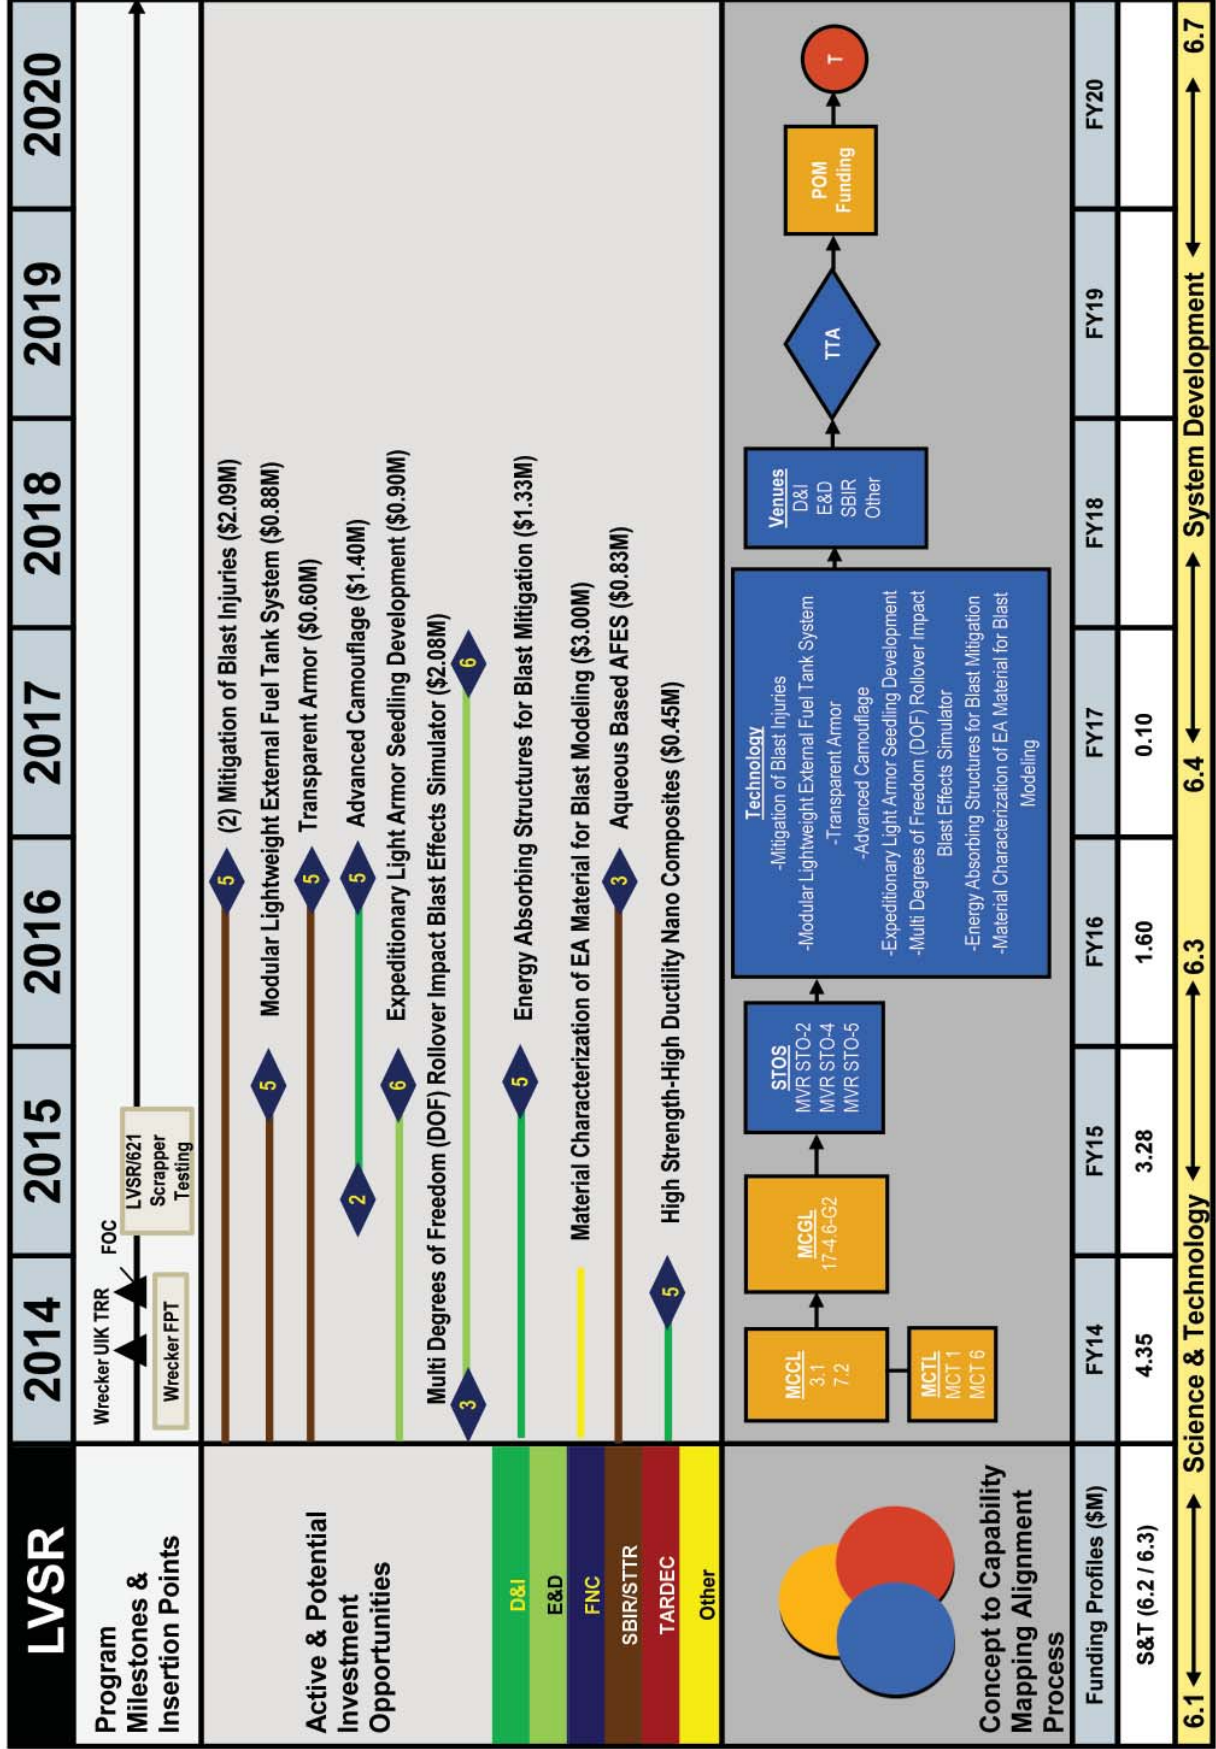 LVSR
2014
2015
2016
2017
2018
2019
2020
Program
Milestones &
Insertion Points
Wrecker UIK TRR
FOC
Wrecker FPT
LVSR/621
Scrapper
Testing
Active & Potential
Investment
Opportunities
D&I
E&D
FNC
SBIR/STTR
TARDEC
Other
5
(2) Mitigation of Blast Injuries ($2.09M)
5
Modular Lightweight External Fuel Tank System ($0.88M)
5
Transparent Armor ($0.60M)
2
5
Advanced Camouflage ($1.40M)
6
Expeditionary Light Armor Seedling Development ($0.90M)
Multi Degrees of Freedom (DOF) Rollover Impact Blast Effects Simulator ($2.08M)
3
6
5
Energy Absorbing Structures for Blast Mitigation ($1.33M)
Material Characterization of EA Material for Blast Modeling ($3.00M)
3
Aqueous Based AFES ($0.83M)
5
High Strength-High Ductility Nano Composites ($0.45M)
Concept to Capability
Mapping Alignment
Process
MCCL
3.1
7.2
MCTL
MCT 1
MCT 6
MCGL
17-4.6-G2
STOS
MVR STO-2
MVR STO-4
MVR STO-5
Technology
-Mitigation of Blast Injuries
-Modular Lightweight External Fuel Tank System
-Transparent Armor
-Advanced Camouflage
-Expeditionary Light Armor Seedling Development
-Multi Degrees of Freedom (DOF) Rollover Impact
Blast Effects Simulator
-Energy Absorbing Structures for Blast Mitigation
-Material Characterization of EA Material for Blast
Modeling
Venues
D&I
E&D
SBIR
Other
TTA
POM
Funding
T
Funding Profiles ($M)
FY14
FY15
FY16
FY17
FY18
FY19
FY20
S&T (6.2 / 6.3)
4.35
3.28
1.60
0.10
6.1
Science & Technology
6.3
6.4
System Development
6.7